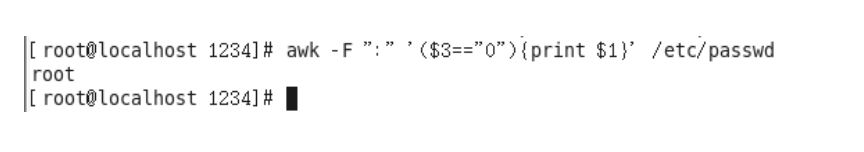 [ root@localhost 1234]# awk -F ”:” ’($3==”0”){print $1}’ /etc/passwd
root
[ root@localhost 1234]#